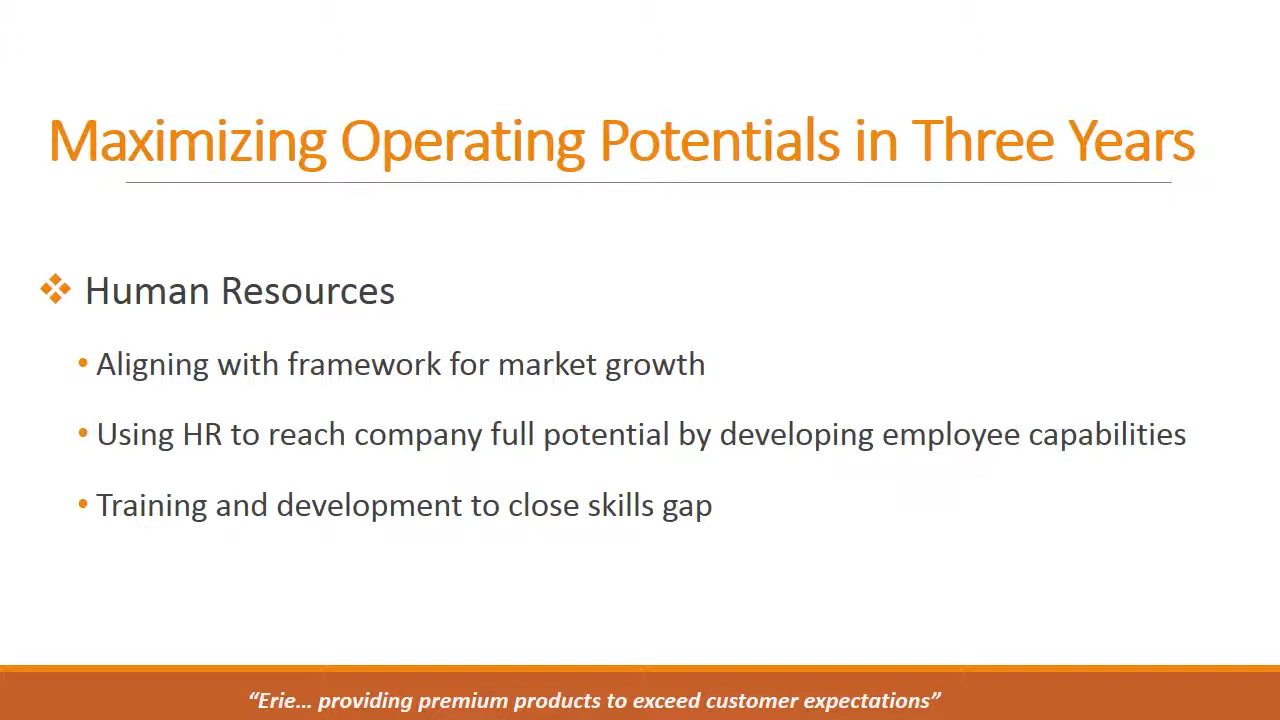 Maximizing Operating Potentials in Three Years
❖ Human Resources
• Aligning with framework for market growth
• Using HR to reach company full potential by developing employee capabilities
• Training and development to close skills gap
“Erie… providing premium products to exceed customer expectations”